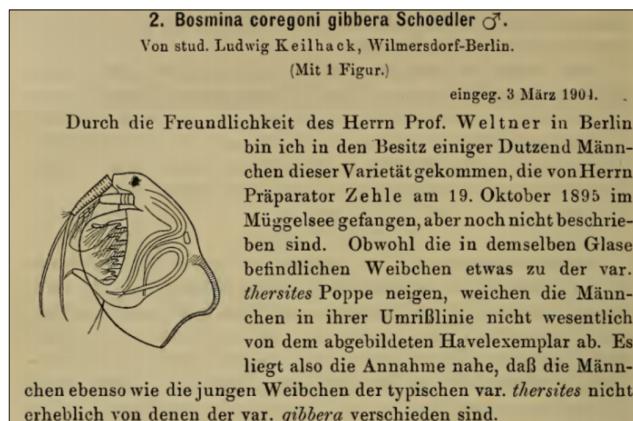 2. Bosmina coregoni gibbera Schoedler ♂.
Von stud. Ludwig Keilhack, Wilmersdorf-Berlin.
(Mit 1 Figur.)
eingeg. 3 März 1904.
Durch die Freundlichkeit des Herrn Prof. Weltner in Berlin
bin ich in den Besitz einiger Dutzend Männ-
chen dieser Varietät gekommen, die von Herrn
Präparator Zehle am 19. Oktober 1895 im
Müggelsee gefangen, aber noch nicht beschrie-
ben sind. Obwohl die in demselben Glase
befindlichen Weibchen etwas zu der var.
thersites Poppe neigen, weichen die Männ-
chen in ihrer Umrißlinie nicht wesentlich
von dem abgebildeten Havelexemplar ab. Es
liegt also die Annahme nahe, daß die Männ-
chen ebenso wie die jungen Weibchen der typischen var. thersites nicht
erheblich von denen der var. gibbera verschieden sind.